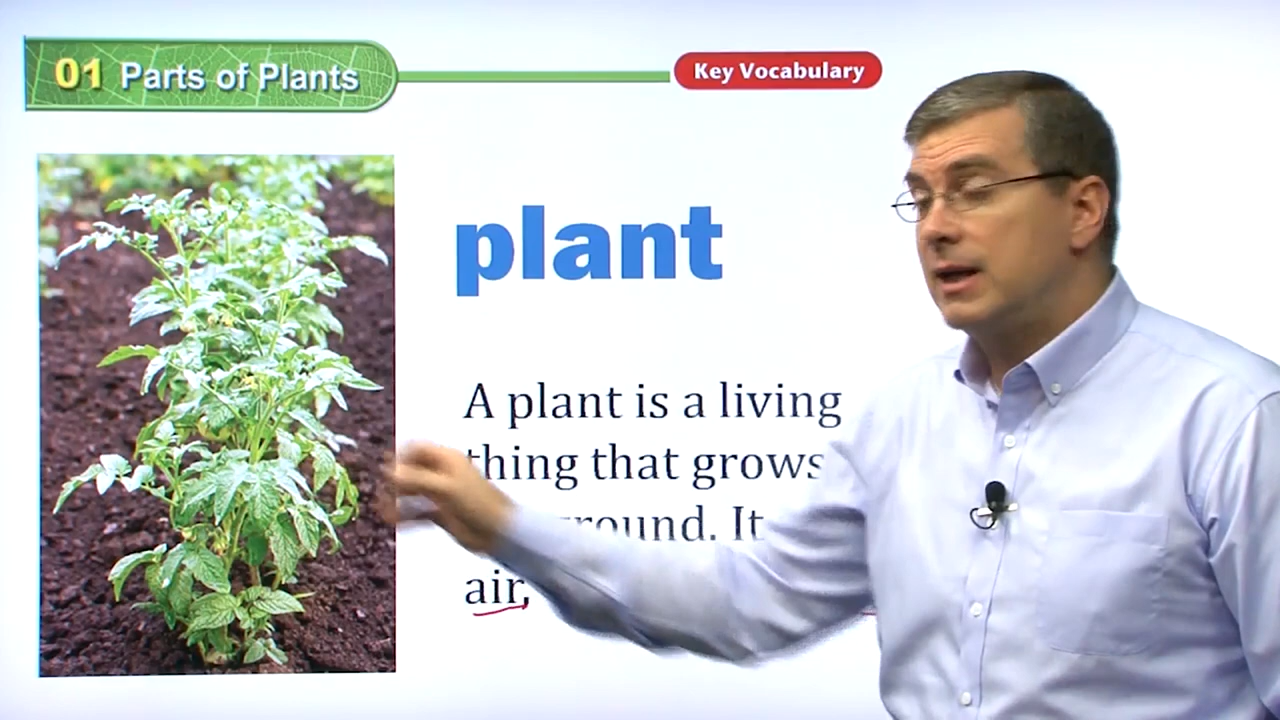 01 Parts of Plants
Key Vocabulary
plant
A plant is a living
thing that grows
ground. It
air,